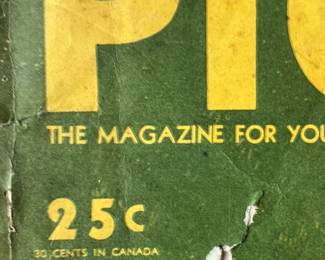 PI
THE MAGAZINE FOR YOU
25c
30 CENTS IN CANADA